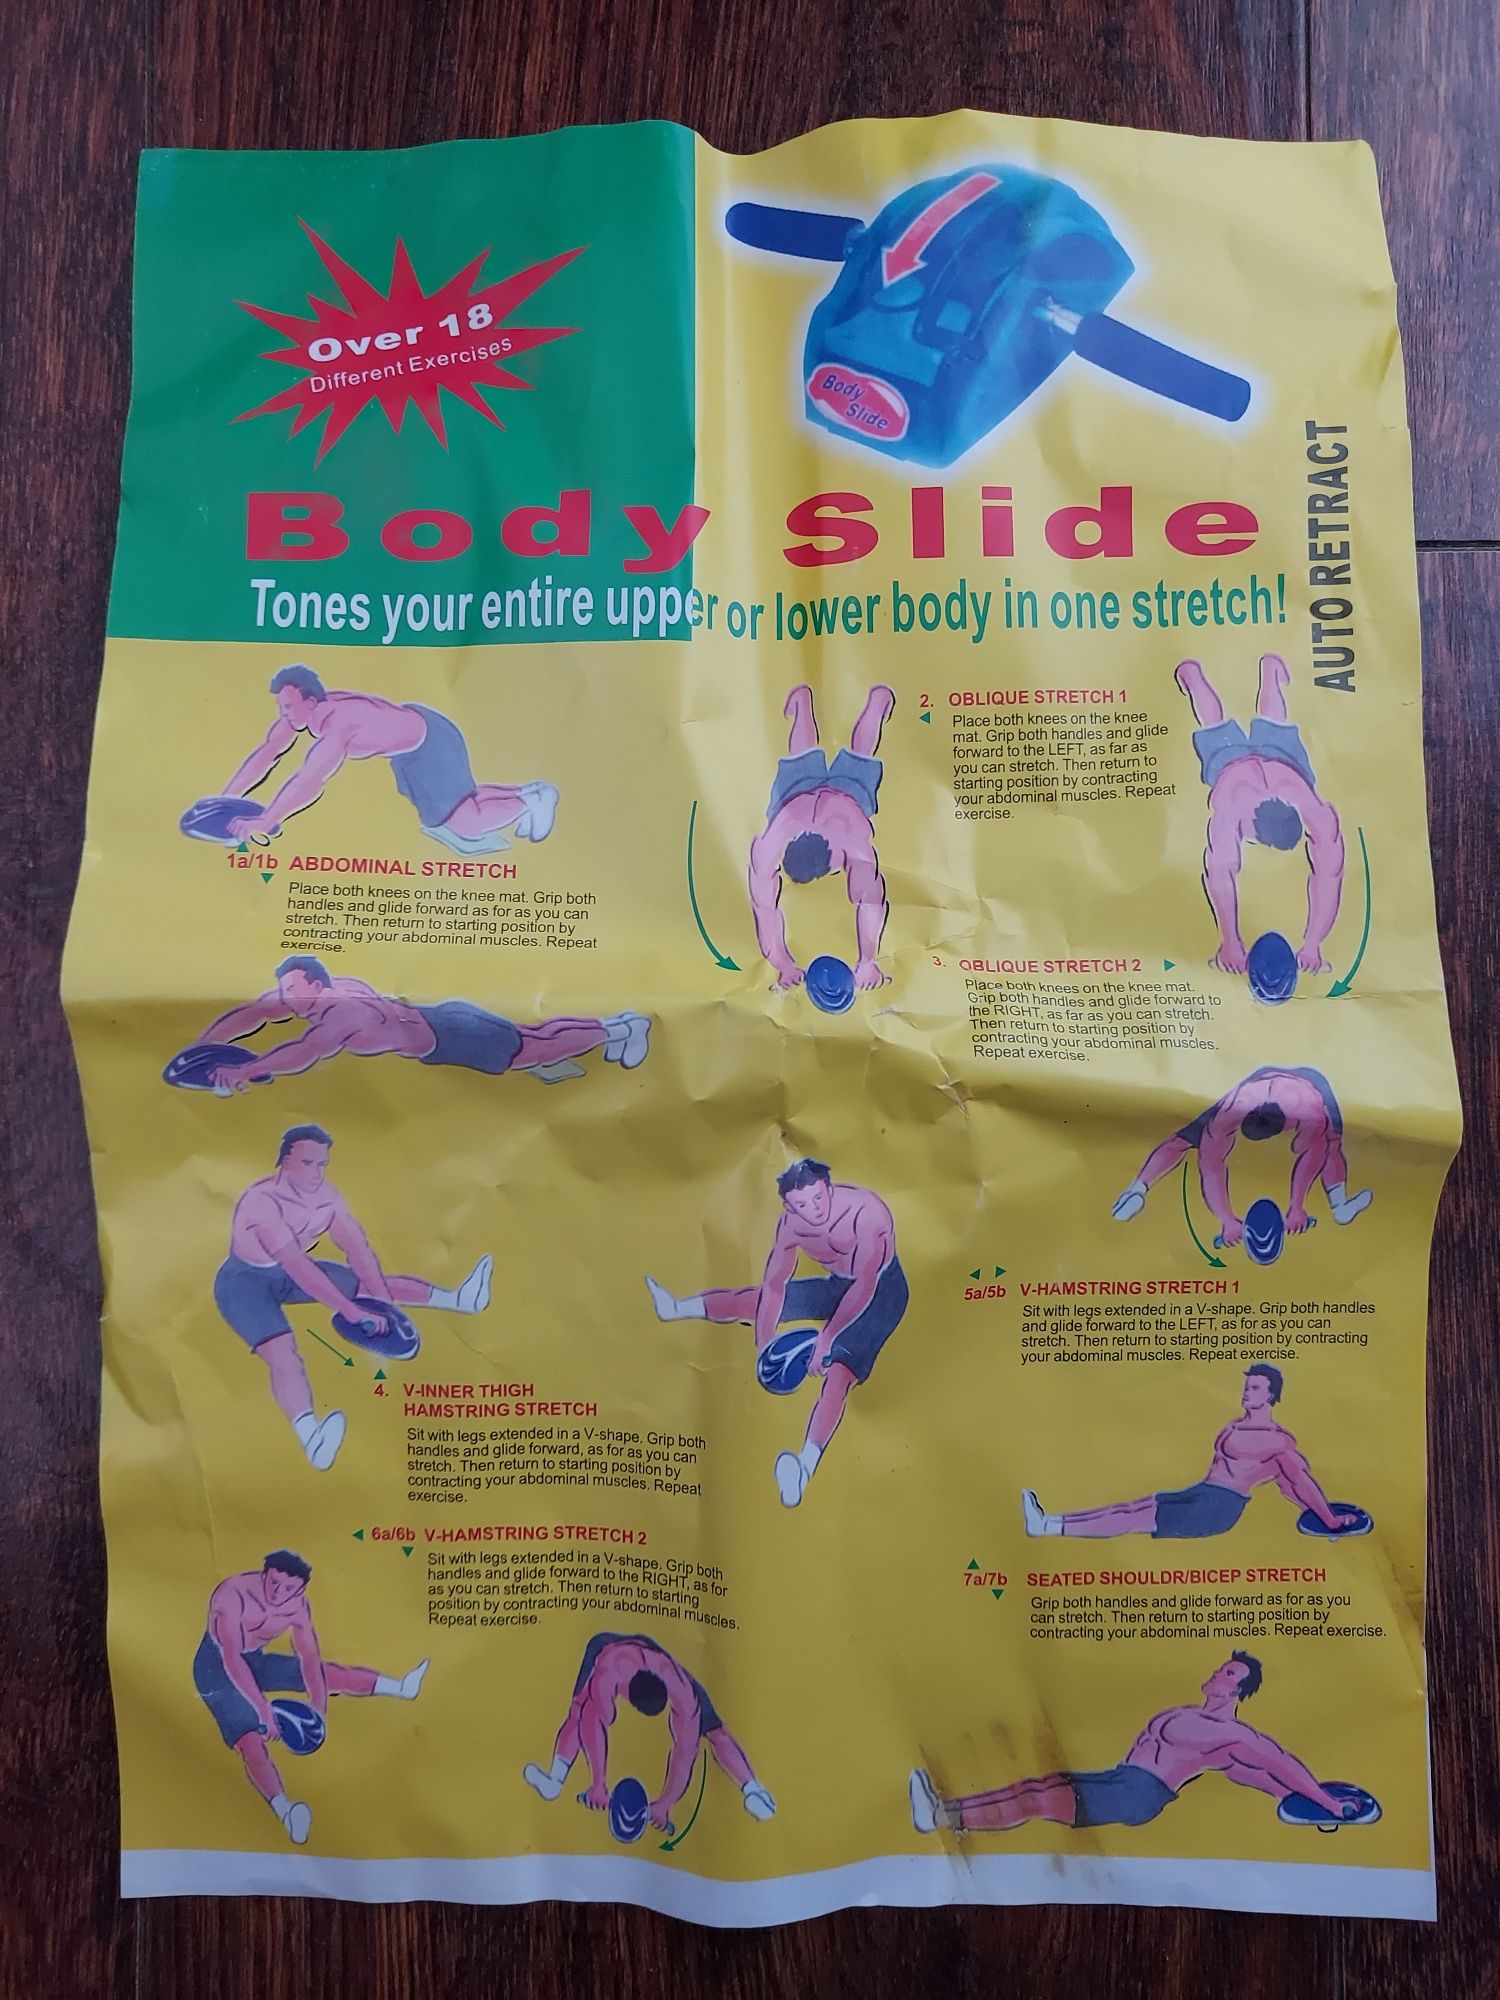 Over 18
Different Exercises
Body
Slide
Body Slide
Tones your entire upper or lower body in one stretch!
AUTO RETRACT
1a/1b ABDOMINAL STRETCH
Place both knees on the knee mat. Grip both
handles and glide forward as for as you can
stretch. Then return to starting position by
contracting your abdominal muscles. Repeat
exercise.
2. OBLIQUE STRETCH 1
Place both knees on the knee
mat. Grip both handles and glide
forward to the LEFT, as far as
you can stretch. Then return to
starting position by contracting
your abdominal muscles. Repeat
exercise.
3. OBLIQUE STRETCH 2
Place both knees on the knee mat.
Grip both handles and glide forward to
the RIGHT, as far as you can stretch.
Then return to starting position by
contracting your abdominal muscles.
Repeat exercise.
4. V-INNER THIGH
HAMSTRING STRETCH
Sit with legs extended in a V-shape. Grip both
handles and glide forward, as for as you can
stretch. Then return to starting position by
contracting your abdominal muscles. Repeat
exercise.
5a/5b V-HAMSTRING STRETCH 1
Sit with legs extended in a V-shape. Grip both handles
and glide forward to the LEFT, as for as you can
stretch. Then return to starting position by contracting
your abdominal muscles. Repeat exercise.
6a/6b V-HAMSTRING STRETCH 2
Sit with legs extended in a V-shape. Grip both
handles and glide forward to the RIGHT, as for
as you can stretch. Then return to starting
position by contracting your abdominal muscles.
Repeat exercise.
7a/7b SEATED SHOULDR/BICEP STRETCH
Grip both handles and glide forward as for as you
can stretch. Then return to starting position by
contracting your abdominal muscles. Repeat exercise.